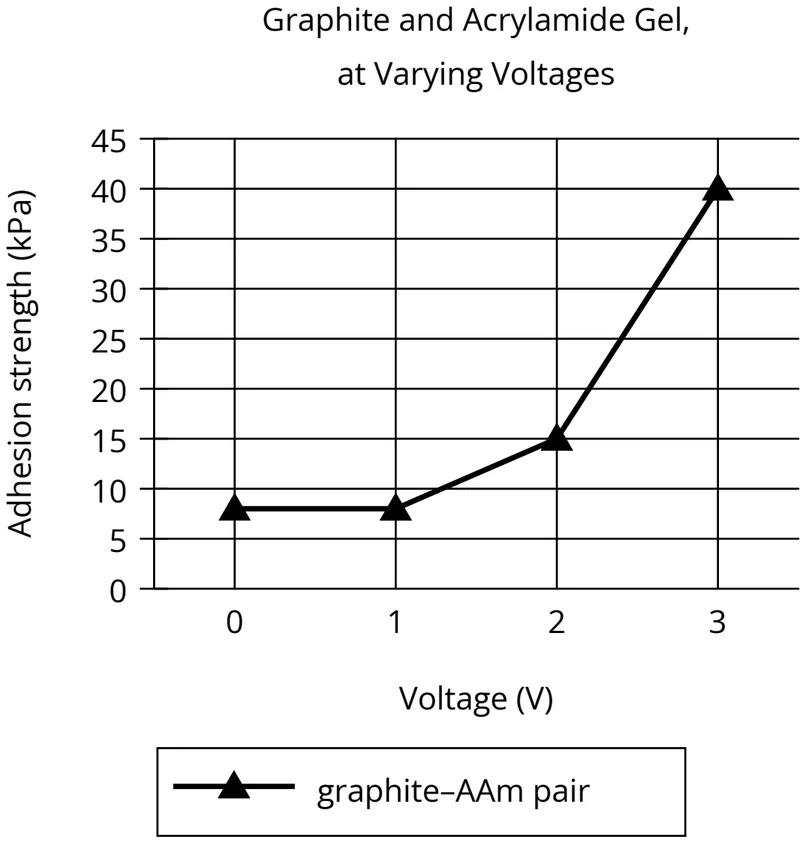 Graphite and Acrylamide Gel,
at Varying Voltages
Adhesion strength (kPa)
45
40
35
30
25
20
15
10
5
0
0 1 2 3
Voltage (V)
graphite–AAm pair